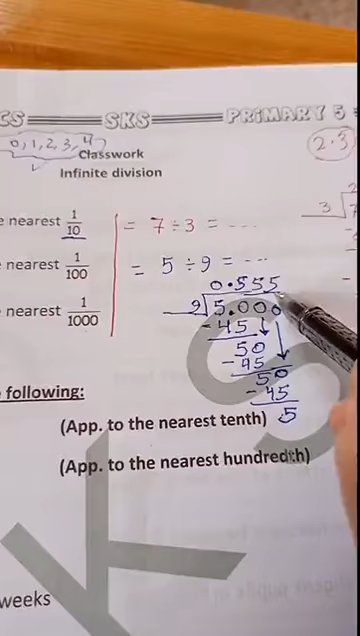 CS SKS PRIMARY 5
0, 1, 2, 3, 4
Classwork
2.3
Infinite division
e nearest 1/10 = 7 ÷ 3 = ---
3
e nearest 1/100 = 5 ÷ 9 = ---
0.555
9 5.000
nearest 1/1000
- 45
50
- 45
50
- 45
5
following:
(App. to the nearest tenth)
(App. to the nearest hundredth)
weeks